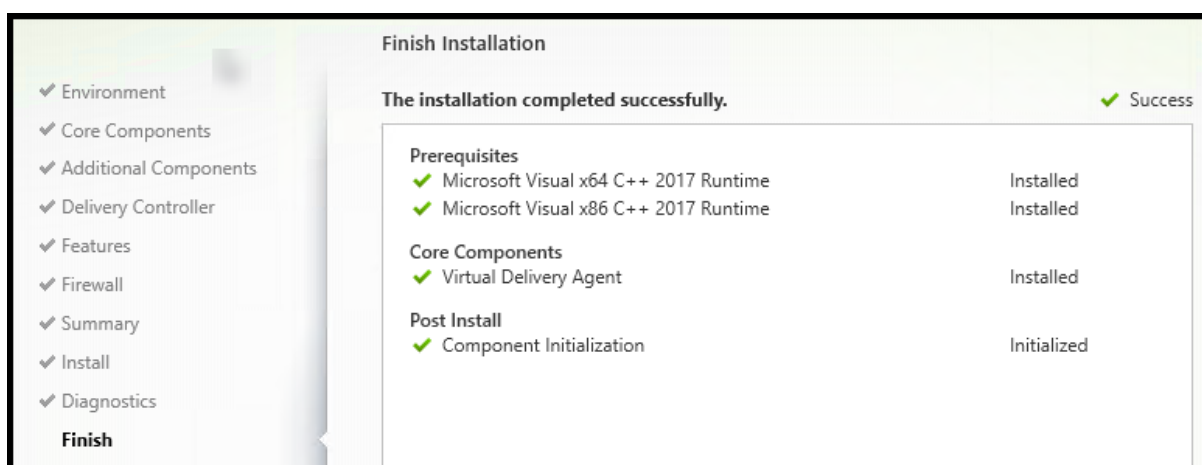 Finish Installation
Environment
Core Components
Additional Components
Delivery Controller
Features
Firewall
Summary
Install
Diagnostics
Finish
The installation completed successfully.
Success
Prerequisites
Microsoft Visual x64 C++ 2017 Runtime Installed
Microsoft Visual x86 C++ 2017 Runtime Installed
Core Components
Virtual Delivery Agent Installed
Post Install
Component Initialization Initialized